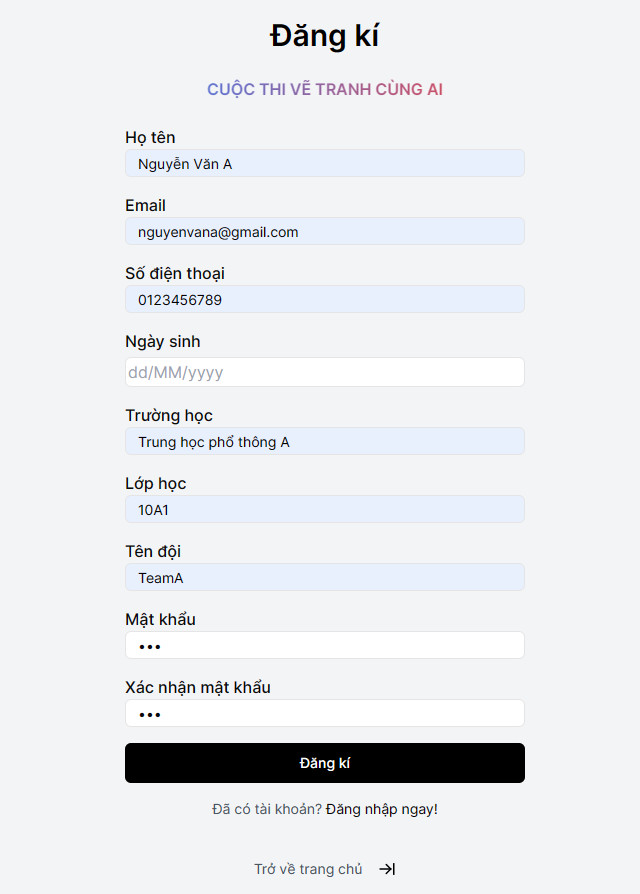 Đăng kí
CUỘC THI VẼ TRANH CÙNG AI
Họ tên
Nguyễn Văn A
Email
nguyenvana@gmail.com
Số điện thoại
0123456789
Ngày sinh
dd/MM/yyyy
Trường học
Trung học phổ thông A
Lớp học
10A1
Tên đội
TeamA
Mật khẩu
•••
Xác nhận mật khẩu
•••
Đăng kí
Đã có tài khoản? Đăng nhập ngay!
Trở về trang chủ